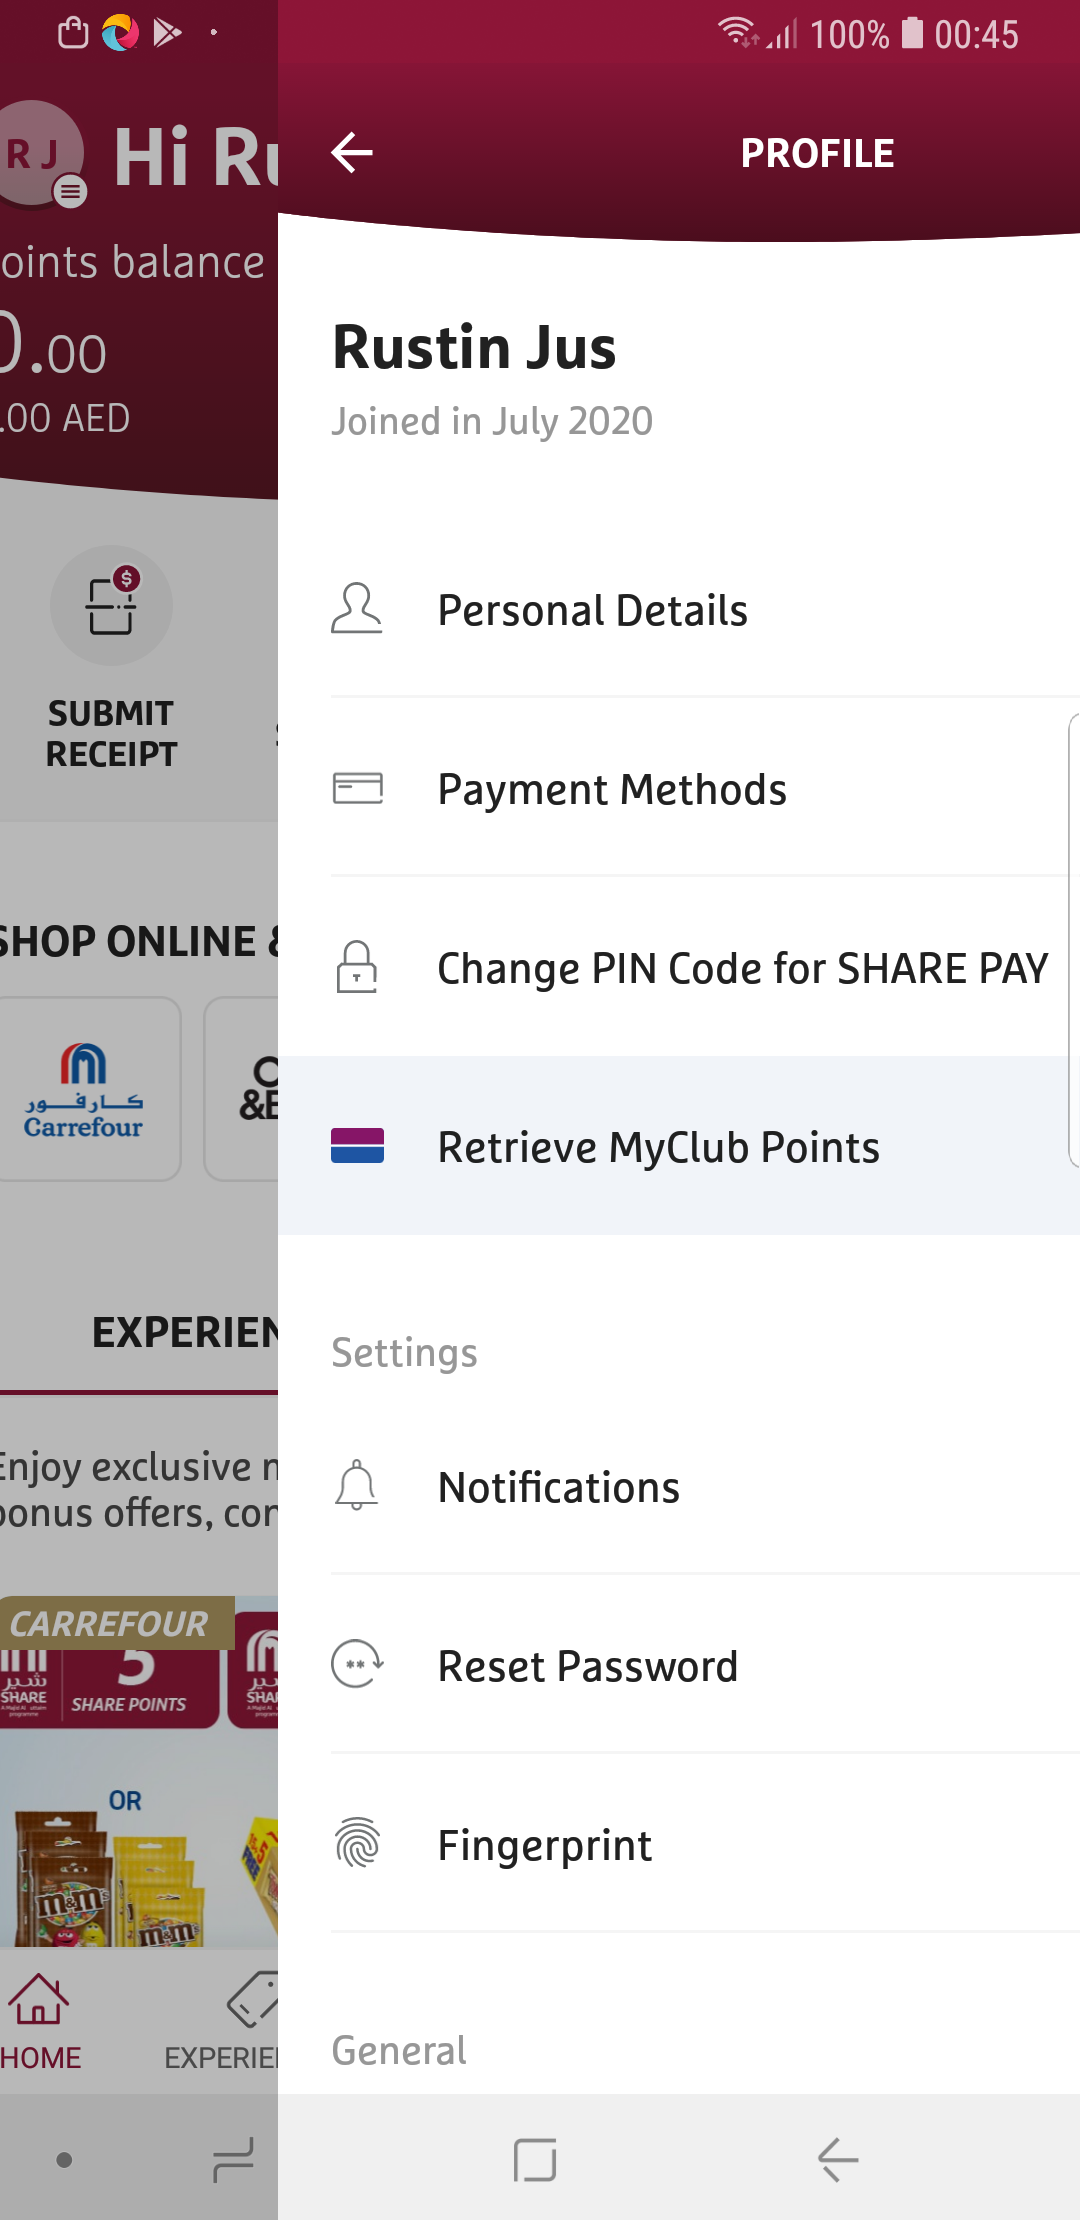 100% 00:45
R J
Hi Ru
PROFILE
oints balance
0.00
.00 AED
Rustin Jus
Joined in July 2020
SUBMIT
RECEIPT
Personal Details
Payment Methods
SHOP ONLINE &
Change PIN Code for SHARE PAY
كارفور
Carrefour
&E
Retrieve MyClub Points
EXPERIEN
Settings
Enjoy exclusive
bonus offers, con
Notifications
CARREFOUR
5
شير
SHARE
SHARE POINTS
SHA
Reset Password
OR
Fingerprint
m&m's
m&m's
HOME
EXPERIE
General